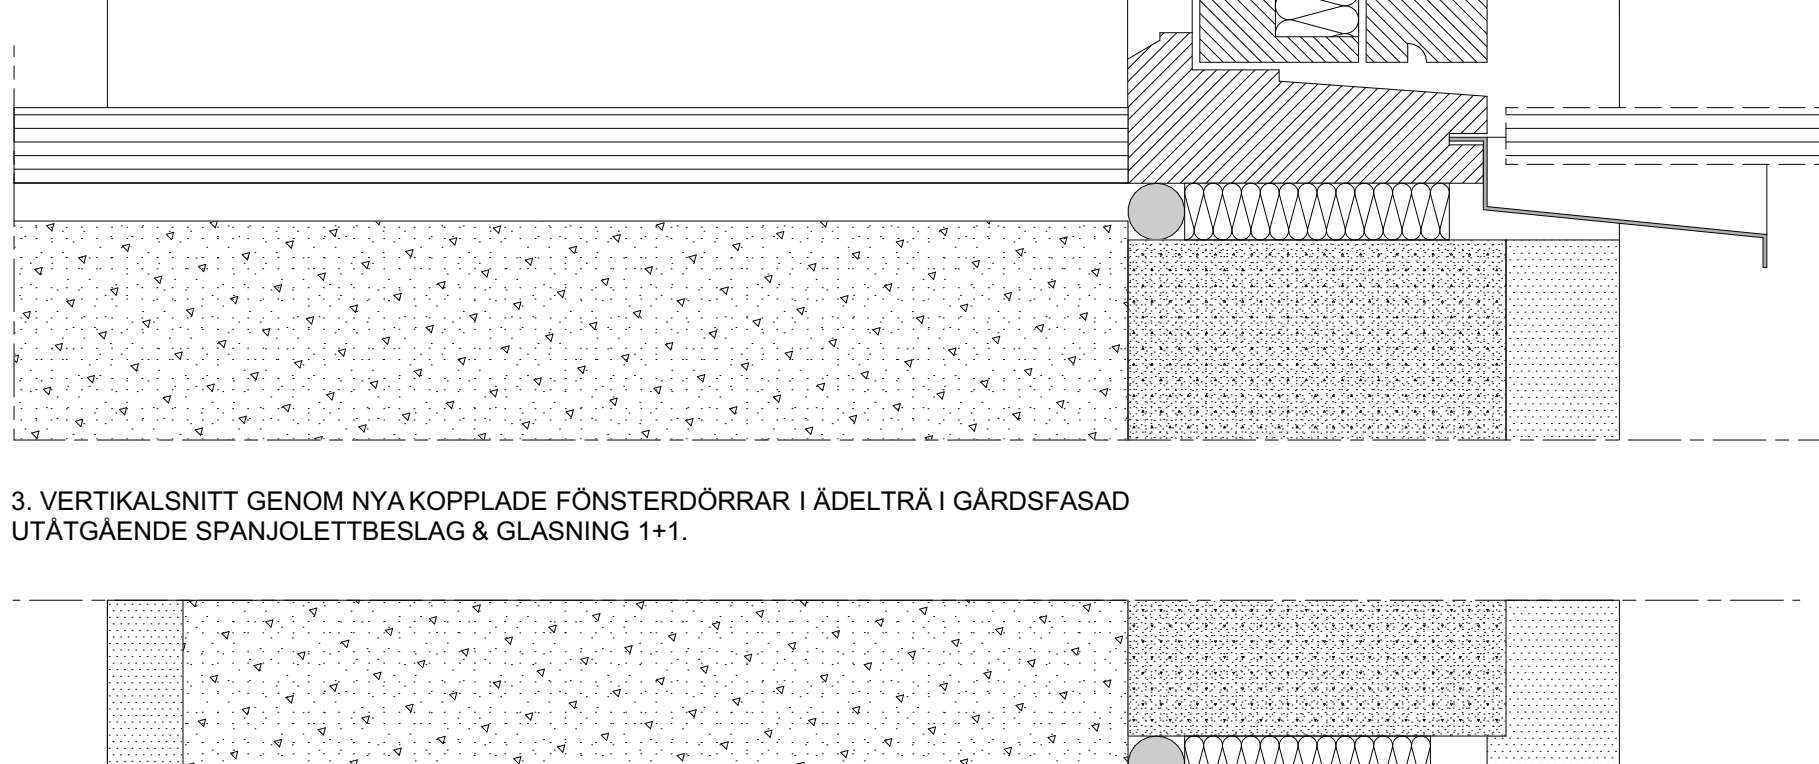 3. VERTIKALSNITT GENOM NYA KOPPLADE FÖNSTERDÖRRAR I ÄDELTRÄ I GÅRDSFASAD
UTÅTGÅENDE SPANJOLETTBESLAG & GLASNING 1+1.